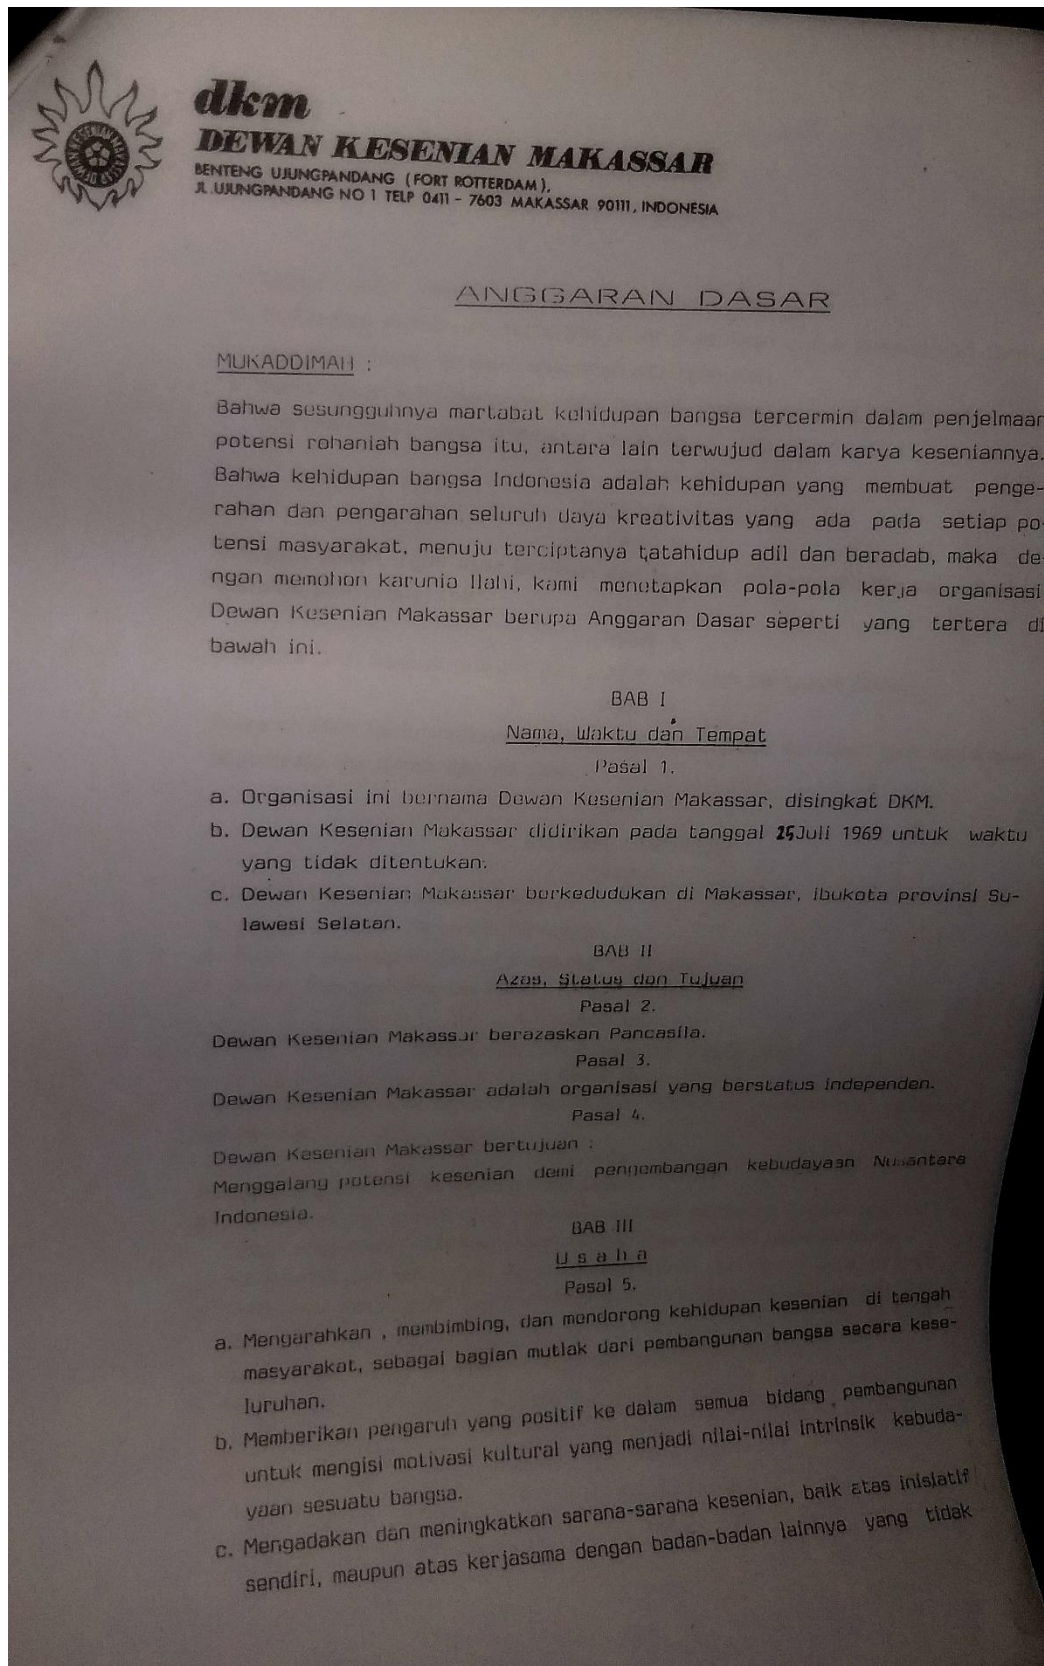 dkm
DEWAN KESENIAN MAKASSAR
BENTENG UJUNGPANDANG (FORT ROTTERDAM),
JL. UJUNGPANDANG NO 1 TELP 0411 - 7603 MAKASSAR 90111, INDONESIA
DEWAN KESENIAN MAKASSAR
ANGGARAN DASAR
MUKADDIMAH :
Bahwa sesungguhnya martabat kehidupan bangsa tercermin dalam penjelmaan
potensi rohaniah bangsa itu, antara lain terwujud dalam karya keseniannya.
Bahwa kehidupan bangsa Indonesia adalah kehidupan yang membuat penge-
rahan dan pengarahan seluruh daya kreativitas yang ada pada setiap po-
tensi masyarakat, menuju terciptanya tatahidup adil dan beradab, maka de-
ngan memohon karunia Ilahi, kami menetapkan pola-pola kerja organisasi
Dewan Kesenian Makassar berupa Anggaran Dasar seperti yang tertera di
bawah ini.
BAB I
Nama, Waktu dan Tempat
Pasal 1.
a. Organisasi ini bernama Dewan Kesenian Makassar, disingkat DKM.
b. Dewan Kesenian Makassar didirikan pada tanggal 25 Juli 1969 untuk waktu
yang tidak ditentukan.
c. Dewan Kesenian Makassar berkedudukan di Makassar, ibukota provinsi Su-
lawesi Selatan.
BAB II
Azas, Status dan Tujuan
Pasal 2.
Dewan Kesenian Makassar berazaskan Pancasila.
Pasal 3.
Dewan Kesenian Makassar adalah organisasi yang berstatus independen.
Pasal 4.
Dewan Kesenian Makassar bertujuan :
Menggalang potensi kesenian demi pengembangan kebudayaan Nusantara
Indonesia.
BAB III
U s a h a
Pasal 5.
a. Mengarahkan , membimbing, dan mendorong kehidupan kesenian di tengah
masyarakat, sebagai bagian mutlak dari pembangunan bangsa secara kese-
luruhan.
b. Memberikan pengaruh yang positif ke dalam semua bidang pembangunan
untuk mengisi motivasi kultural yang menjadi nilai-nilai intrinsik kebuda-
yaan sesuatu bangsa.
c. Mengadakan dan meningkatkan sarana-sarana kesenian, baik atas inisiatif
sendiri, maupun atas kerjasama dengan badan-badan lainnya yang tidak